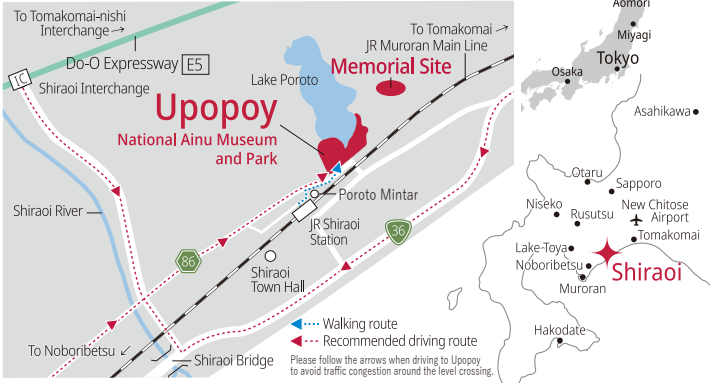 To Tomakomai-nishi
Interchange
Do-O Expressway E5
IC
Shiraoi Interchange
Lake Poroto
To Tomakomai
JR Muroran Main Line
Memorial Site
Upopoy
National Ainu Museum
and Park
Shiraoi River
Poroto Mintar
JR Shiraoi
Station
36
86
Shiraoi
Town Hall
To Noboribetsu
Shiraoi Bridge
Walking route
Recommended driving route
Please follow the arrows when driving to Upopoy
to avoid traffic congestion around the level crossing.
Aomori
Miyagi
Tokyo
Osaka
Asahikawa
Otaru
Sapporo
Niseko
Rusutsu
New Chitose
Airport
Tomakomai
Lake-Toya
Noboribetsu
Shiraoi
Muroran
Hakodate